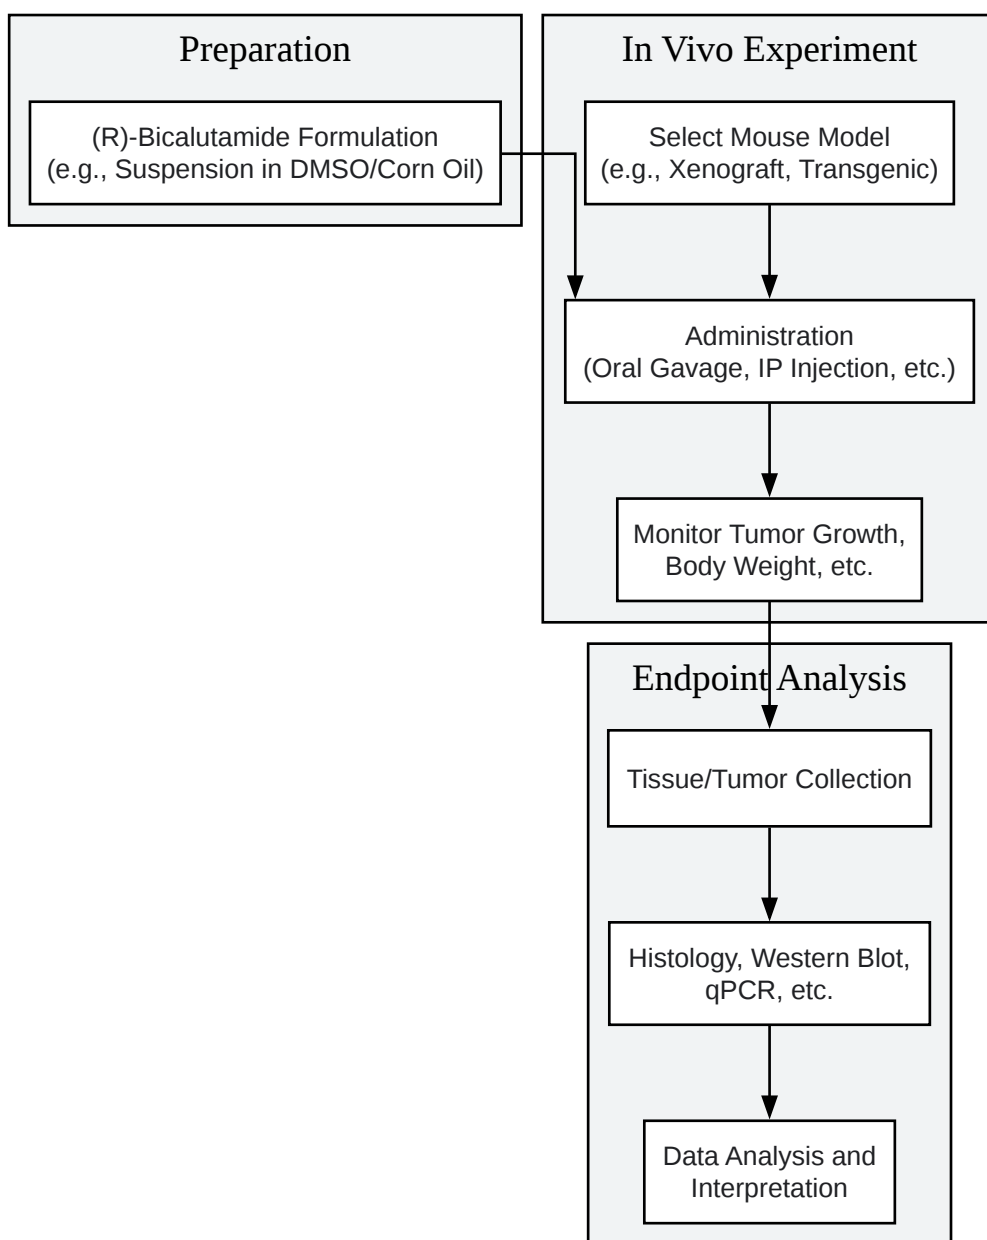 Preparation
(R)-Bicalutamide Formulation
(e.g., Suspension in DMSO/Corn Oil)
In Vivo Experiment
Select Mouse Model
(e.g., Xenograft, Transgenic)
Administration
(Oral Gavage, IP Injection, etc.)
Monitor Tumor Growth,
Body Weight, etc.
Endpoint Analysis
Tissue/Tumor Collection
Histology, Western Blot,
qPCR, etc.
Data Analysis and
Interpretation